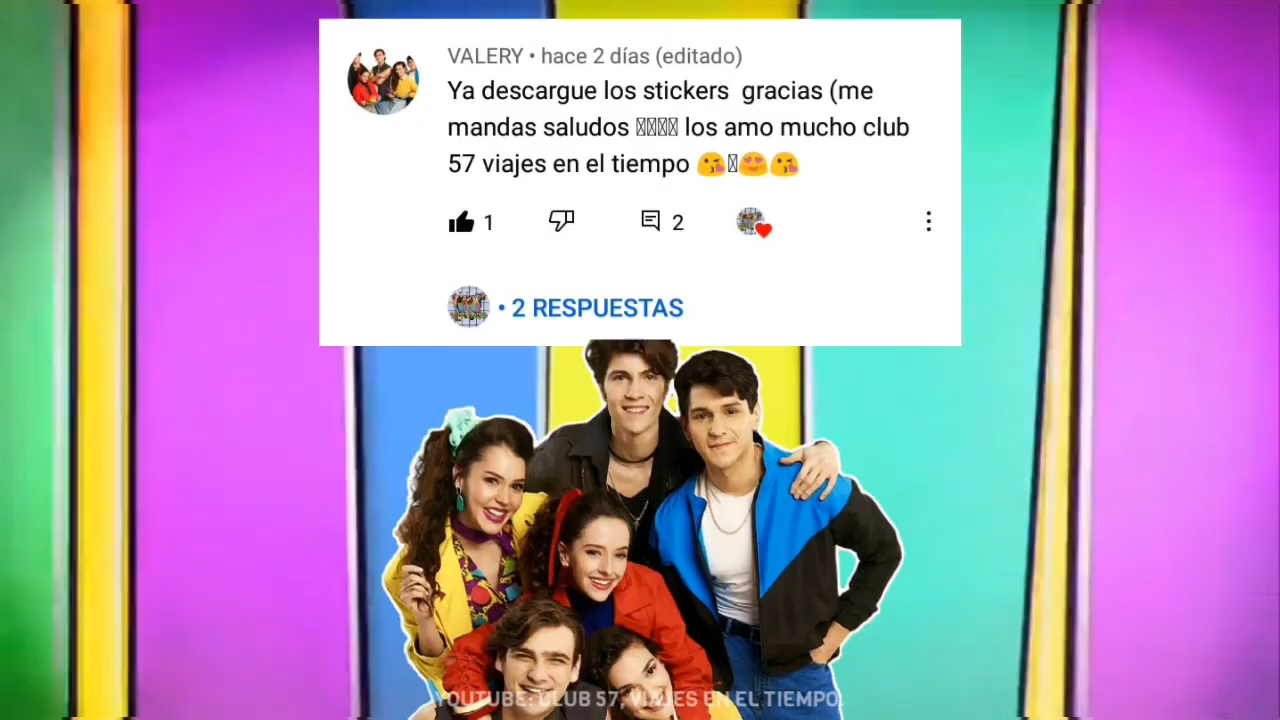 VALERY • hace 2 días (editado)
Ya descargue los stickers gracias (me
mandas saludos los amo mucho club
57 viajes en el tiempo 😘😍😘
1
2
• 2 RESPUESTAS
YOUTUBE: CLUB 57, VIAJES EN EL TIEMPO